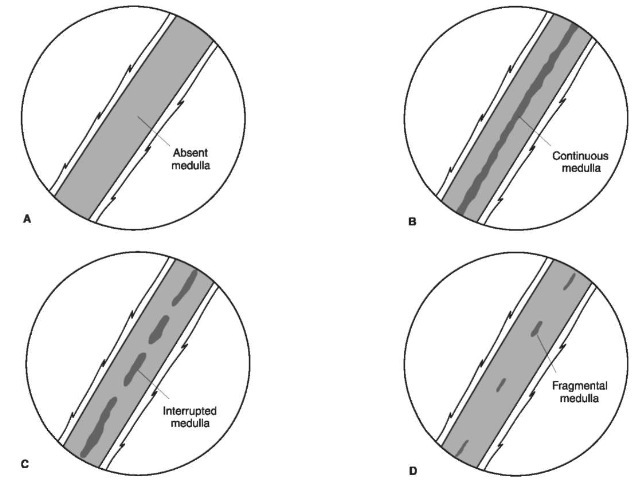 Absent
medulla
A
Continuous
medulla
B
Interrupted
medulla
C
Fragmental
medulla
D